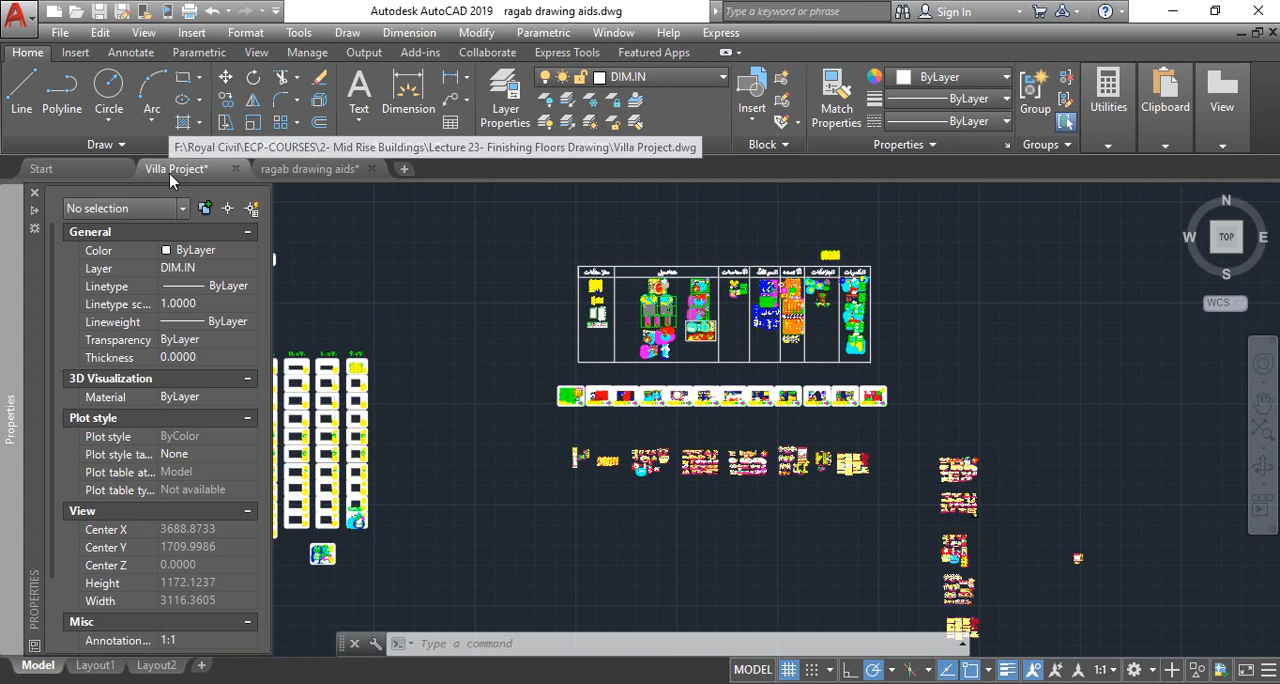 Autodesk AutoCAD 2019 ragab drawing aids.dwg
Type a keyword or phrase
Sign In
File Edit View Insert Format Tools Draw Dimension Modify Parametric Window Help Express
Home Insert Annotate Parametric View Manage Output Add-ins Collaborate Express Tools Featured Apps
DIM.IN
ByLayer
ByLayer
ByLayer
Line Polyline Circle Arc
Text Dimension
Layer Properties
Insert
Match Properties
Group
Utilities Clipboard View
Draw
Block
Properties
Groups
F:\Royal Civil\ECP-COURSES\2- Mid Rise Buildings\Lecture 23- Finishing Floors Drawing\Villa Project.dwg
Start Villa Project* ragab drawing aids*
No selection
General
Color ByLayer
Layer DIM.IN
Linetype ByLayer
Linetype sc... 1.0000
Lineweight ByLayer
Transparency ByLayer
Thickness 0.0000
3D Visualization
Material ByLayer
Plot style
Plot style ByColor
Plot style ta... None
Plot table at... Model
Plot table ty... Not available
View
Center X 3688.8733
Center Y 1709.9986
Center Z 0.0000
Height 1172.1237
Width 3116.3605
Misc
Annotation... 1:1
Properties
PROPERTIES
N
W TOP E
S
WCS
Type a command
Model Layout1 Layout2
MODEL
1:1